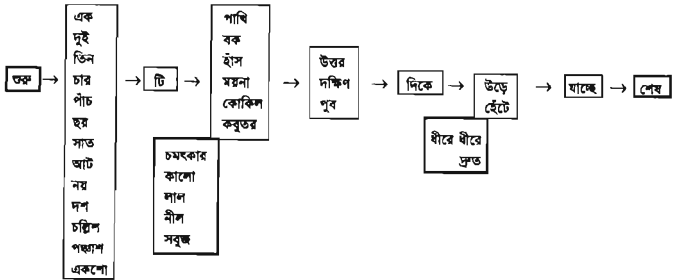 শুরু
এক
দুই
তিন
চার
পাঁচ
ছয়
সাত
আট
নয়
দশ
চল্লিশ
পঞ্চাশ
একশো
টি
চমৎকার
কালো
লাল
নীল
সবুজ
পাখি
বক
হাঁস
ময়না
কোকিল
কবুতর
উত্তর
দক্ষিণ
পুব
দিকে
ধীরে ধীরে
দ্রুত
উড়ে
হেঁটে
যাচ্ছে
শেষ